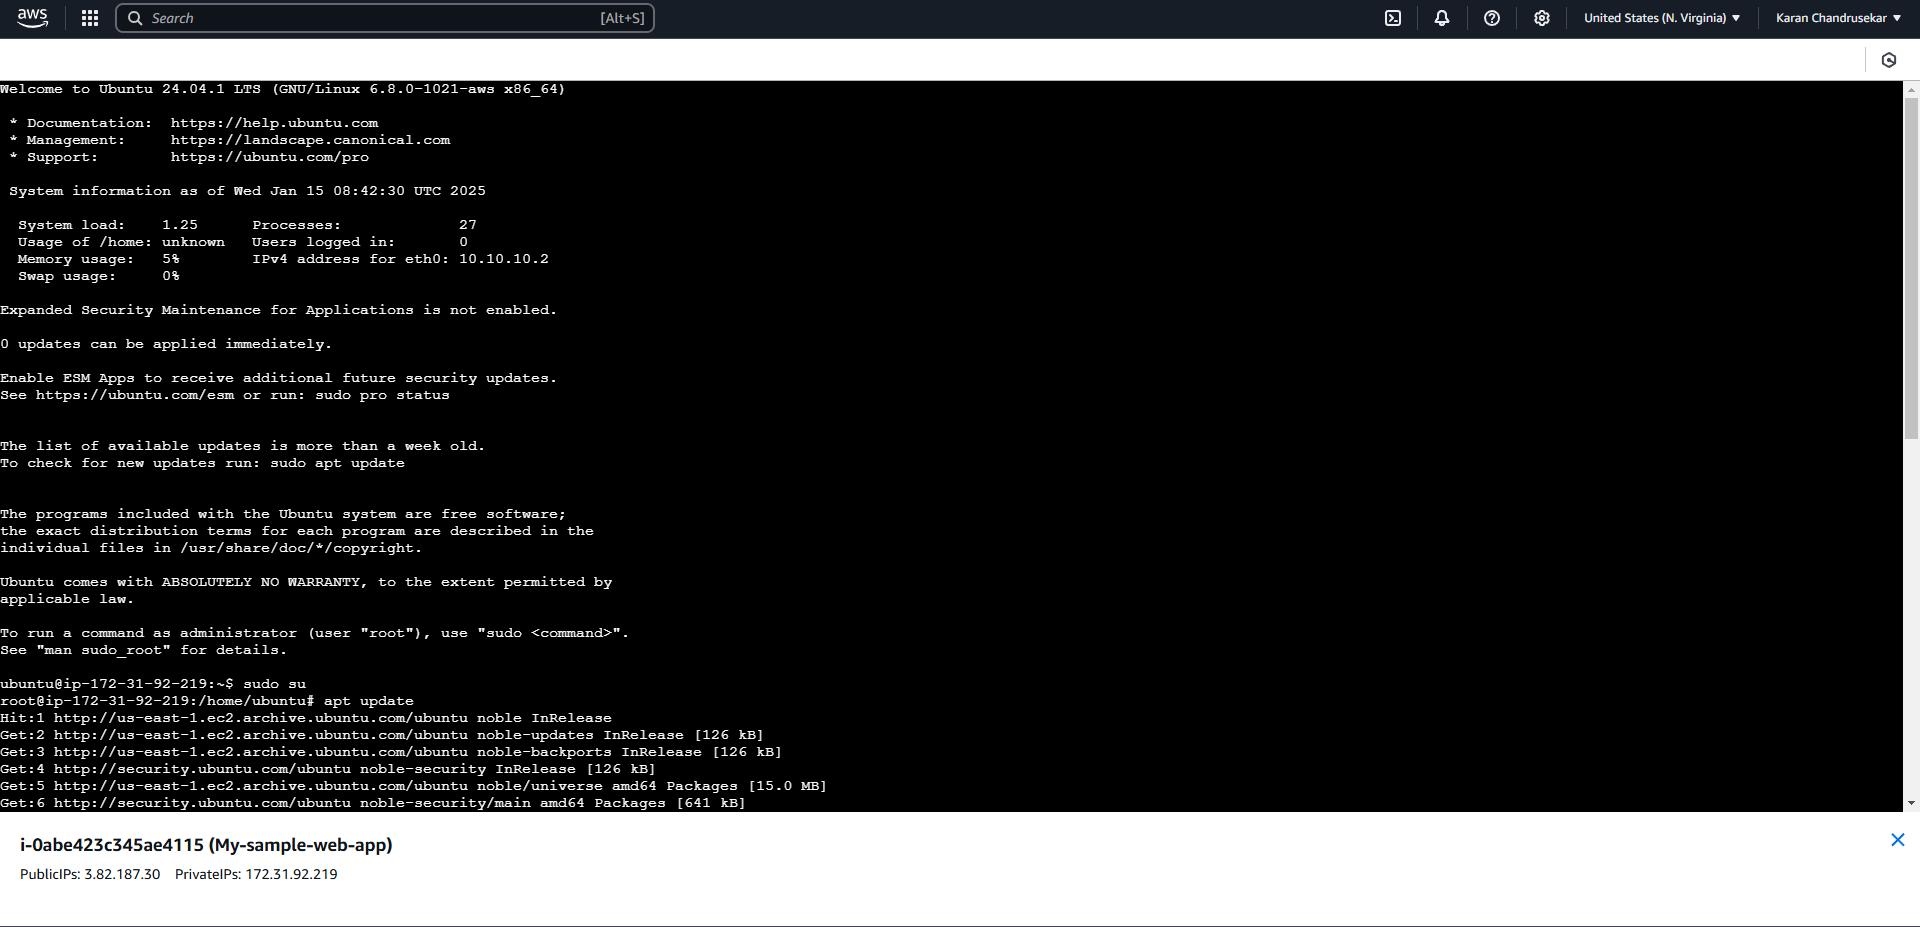 aws
Search [Alt+S]
United States (N. Virginia)
Karan Chandrusekar
Welcome to Ubuntu 24.04.1 LTS (GNU/Linux 6.8.0-1021-aws x86_64)
* Documentation: https://help.ubuntu.com
* Management: https://landscape.canonical.com
* Support: https://ubuntu.com/pro
System information as of Wed Jan 15 08:42:30 UTC 2025
System load: 1.25 Processes: 27
Usage of /home: unknown Users logged in: 0
Memory usage: 5% IPv4 address for eth0: 10.10.10.2
Swap usage: 0%
Expanded Security Maintenance for Applications is not enabled.
0 updates can be applied immediately.
Enable ESM Apps to receive additional future security updates.
See https://ubuntu.com/esm or run: sudo pro status
The list of available updates is more than a week old.
To check for new updates run: sudo apt update
The programs included with the Ubuntu system are free software;
the exact distribution terms for each program are described in the
individual files in /usr/share/doc/*/copyright.
Ubuntu comes with ABSOLUTELY NO WARRANTY, to the extent permitted by
applicable law.
To run a command as administrator (user "root"), use "sudo <command>".
See "man sudo_root" for details.
ubuntu@ip-172-31-92-219:~$ sudo su
root@ip-172-31-92-219:/home/ubuntu# apt update
Hit:1 http://us-east-1.ec2.archive.ubuntu.com/ubuntu noble InRelease
Get:2 http://us-east-1.ec2.archive.ubuntu.com/ubuntu noble-updates InRelease [126 kB]
Get:3 http://us-east-1.ec2.archive.ubuntu.com/ubuntu noble-backports InRelease [126 kB]
Get:4 http://security.ubuntu.com/ubuntu noble-security InRelease [126 kB]
Get:5 http://us-east-1.ec2.archive.ubuntu.com/ubuntu noble/universe amd64 Packages [15.0 MB]
Get:6 http://security.ubuntu.com/ubuntu noble-security/main amd64 Packages [641 kB]
i-0abe423c345ae4115 (My-sample-web-app)
PublicIPs: 3.82.187.30 PrivateIPs: 172.31.92.219